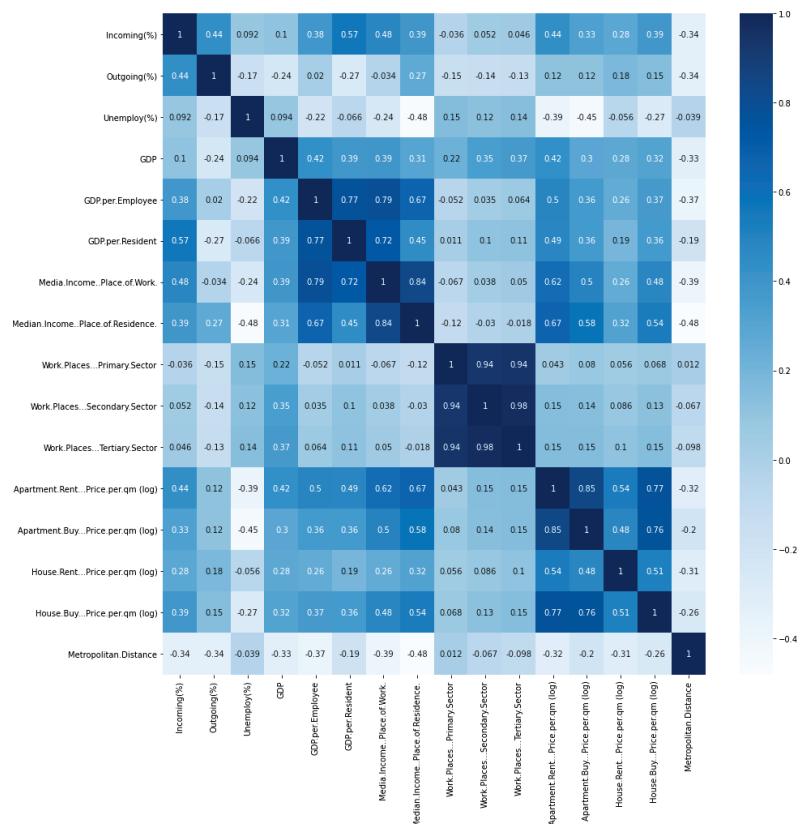 Incoming(%) 1 0.44 0.092 0.1 0.38 0.57 0.48 0.39 -0.036 0.052 0.046 0.44 0.33 0.28 0.39 -0.34
Outgoing(%) 0.44 1 -0.17 -0.24 0.02 -0.27 -0.034 0.27 -0.15 -0.14 -0.13 0.12 0.12 0.18 0.15 -0.34
Unemploy(%) 0.092 -0.17 1 0.094 -0.22 -0.066 -0.24 -0.48 0.15 0.12 0.14 -0.39 -0.45 -0.056 -0.27 -0.039
GDP 0.1 -0.24 0.094 1 0.42 0.39 0.39 0.31 0.22 0.35 0.37 0.42 0.3 0.28 0.32 -0.33
GDP.per.Employee 0.38 0.02 -0.22 0.42 1 0.77 0.79 0.67 -0.052 0.035 0.064 0.5 0.36 0.26 0.37 -0.37
GDP.per.Resident 0.57 -0.27 -0.066 0.39 0.77 1 0.72 0.45 0.011 0.1 0.11 0.49 0.36 0.19 0.36 -0.19
Media.Income..Place.of.Work. 0.48 -0.034 -0.24 0.39 0.79 0.72 1 0.84 -0.067 0.038 0.05 0.62 0.5 0.26 0.48 -0.39
Median.Income..Place.of.Residence. 0.39 0.27 -0.48 0.31 0.67 0.45 0.84 1 -0.12 -0.03 -0.018 0.67 0.58 0.32 0.54 -0.48
Work.Places...Primary.Sector -0.036 -0.15 0.15 0.22 -0.052 0.011 -0.067 -0.12 1 0.94 0.94 0.043 0.08 0.056 0.068 0.012
Work.Places...Secondary.Sector 0.052 -0.14 0.12 0.35 0.035 0.1 0.038 -0.03 0.94 1 0.98 0.15 0.14 0.086 0.13 -0.067
Work.Places...Tertiary.Sector 0.046 -0.13 0.14 0.37 0.064 0.11 0.05 -0.018 0.94 0.98 1 0.15 0.15 0.1 0.15 -0.098
Apartment.Rent...Price.per.qm (log) 0.44 0.12 -0.39 0.42 0.5 0.49 0.62 0.67 0.043 0.15 0.15 1 0.85 0.54 0.77 -0.32
Apartment.Buy...Price.per.qm (log) 0.33 0.12 -0.45 0.3 0.36 0.36 0.5 0.58 0.08 0.14 0.15 0.85 1 0.48 0.76 -0.2
House.Rent...Price.per.qm (log) 0.28 0.18 -0.056 0.28 0.26 0.19 0.26 0.32 0.056 0.086 0.1 0.54 0.48 1 0.51 -0.31
House.Buy...Price.per.qm (log) 0.39 0.15 -0.27 0.32 0.37 0.36 0.48 0.54 0.068 0.13 0.15 0.77 0.76 0.51 1 -0.26
Metropolitan.Distance -0.34 -0.34 -0.039 -0.33 -0.37 -0.19 -0.39 -0.48 0.012 -0.067 -0.098 -0.32 -0.2 -0.31 -0.26 1
Incoming(%)
Outgoing(%)
Unemploy(%)
GDP
GDP.per.Employee
GDP.per.Resident
Media.Income..Place.of.Work.
Median.Income..Place.of.Residence.
Work.Places...Primary.Sector
Work.Places...Secondary.Sector
Work.Places...Tertiary.Sector
Apartment.Rent...Price.per.qm (log)
Apartment.Buy...Price.per.qm (log)
House.Rent...Price.per.qm (log)
House.Buy...Price.per.qm (log)
Metropolitan.Distance
1.0
0.8
0.6
0.4
0.2
0.0
−0.2
−0.4